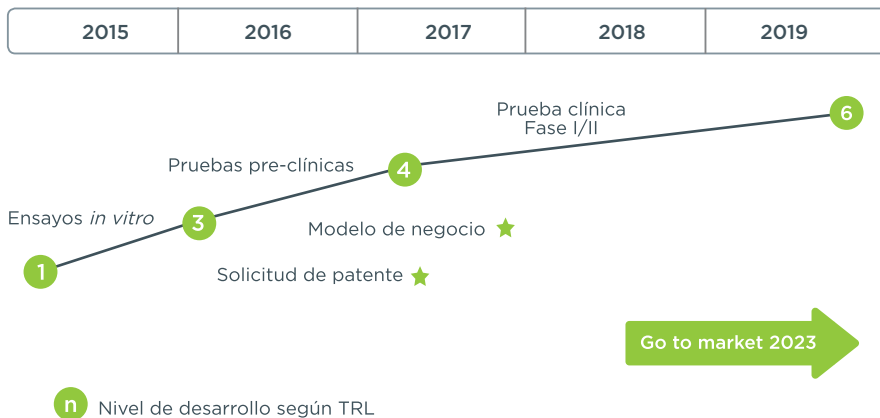 2015 2016 2017 2018 2019
Prueba clínica
Fase I/II
6
Pruebas pre-clínicas
4
Ensayos in vitro
3
Modelo de negocio
1
Solicitud de patente
Go to market 2023
n Nivel de desarrollo según TRL